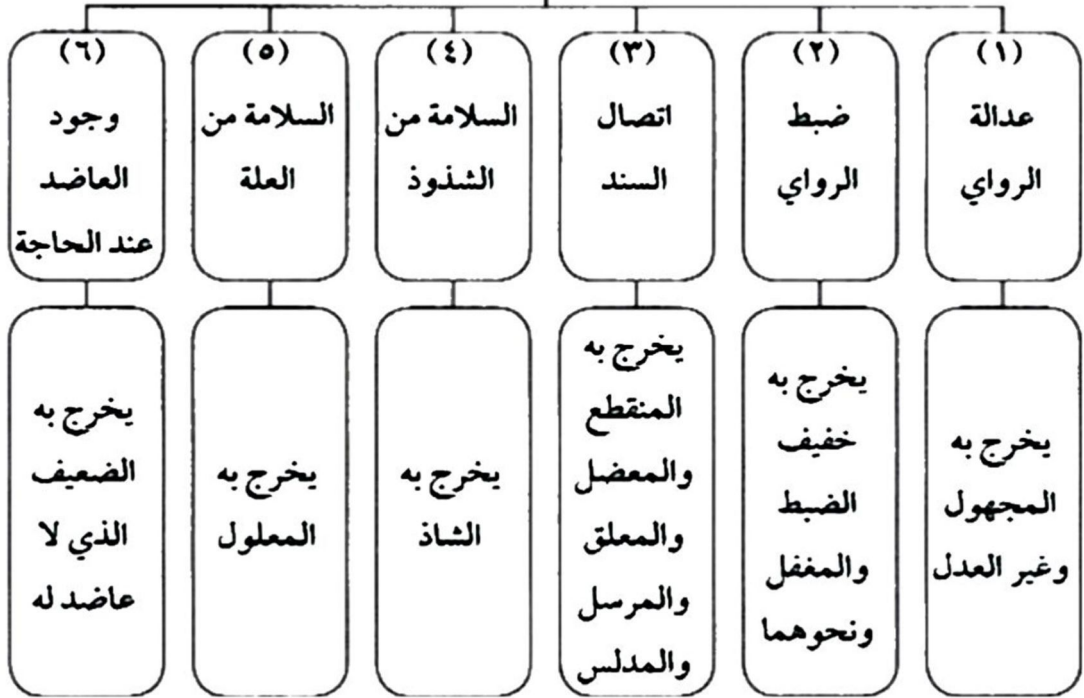 (١)
عدالة
الرواي
(٢)
ضبط
الرواي
(٣)
اتصال
السند
(٤)
السلامة من
الشذوذ
(٥)
السلامة من
العلة
(٦)
وجود
العاضد
عند الحاجة
يخرج به
المجهول
وغير العدل
يخرج به
خفيف
الضبط
والمغفل
ونحوهما
يخرج به
المنقطع
والمعضل
والمعلق
والمرسل
والمدلس
يخرج به
الشاذ
يخرج به
المعلول
يخرج به
الضعيف
الذي لا
عاضد له